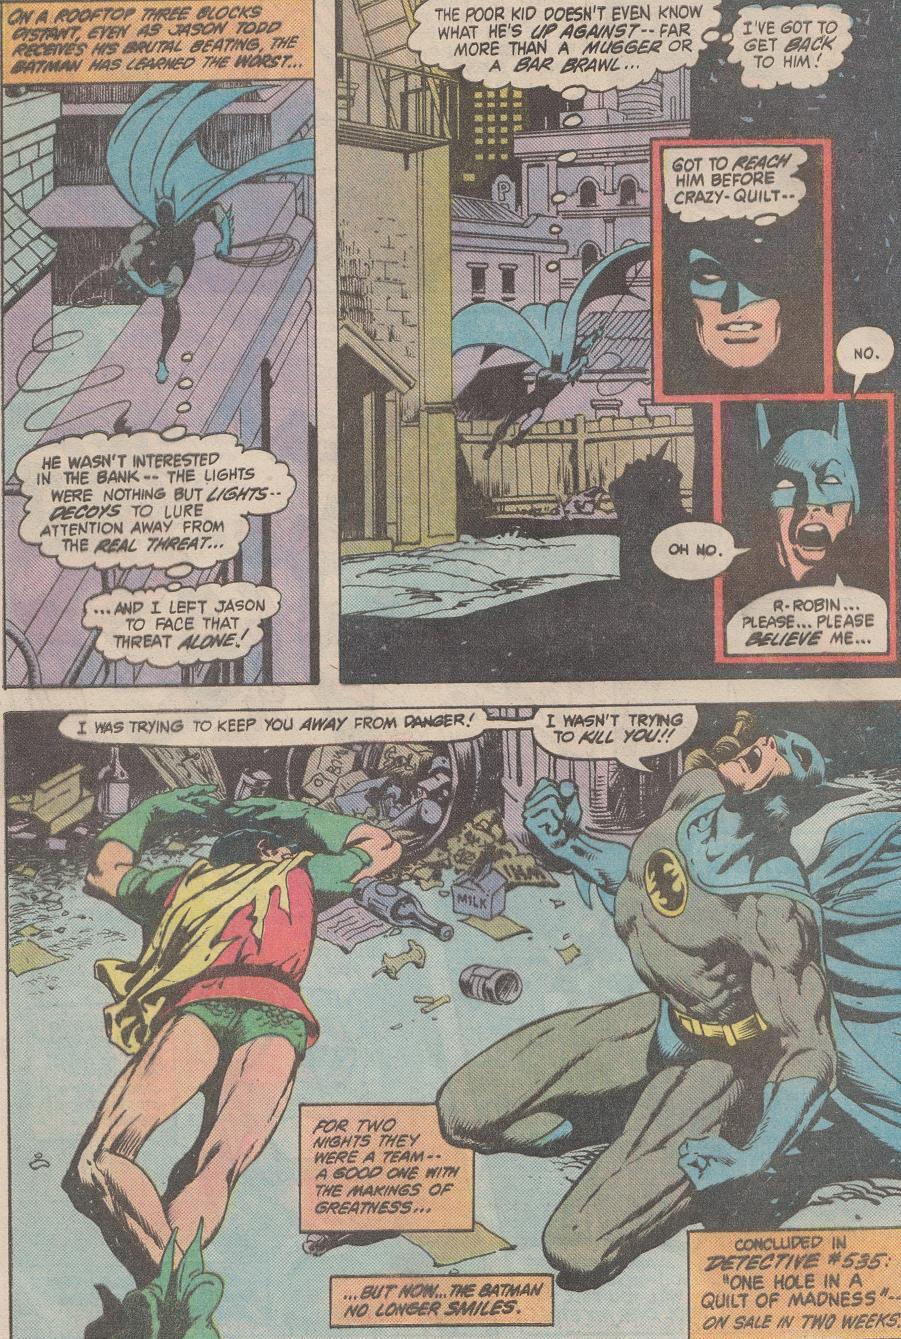 ON A ROOFTOP THREE BLOCKS
DISTANT, EVEN AS JASON TODD
RECEIVES HIS BRUTAL BEATING, THE
BATMAN HAS LEARNED THE WORST...
HE WASN'T INTERESTED
IN THE BANK-- THE LIGHTS
WERE NOTHING BUT LIGHTS--
DECOYS TO LURE
ATTENTION AWAY FROM
THE REAL THREAT...
...AND I LEFT JASON
TO FACE THAT
THREAT ALONE!
THE POOR KID DOESN'T EVEN KNOW
WHAT HE'S UP AGAINST-- FAR
MORE THAN A MUGGER OR
A BAR BRAWL...
I'VE GOT TO
GET BACK
TO HIM!
P
GOT TO REACH
HIM BEFORE
CRAZY-QUILT--
NO.
OH NO.
R-ROBIN...
PLEASE... PLEASE
BELIEVE ME...
I WAS TRYING TO KEEP YOU AWAY FROM DANGER!
I WASN'T TRYING
TO KILL YOU!!
MILK
FOR TWO
NIGHTS THEY
WERE A TEAM--
A GOOD ONE WITH
THE MAKINGS OF
GREATNESS...
...BUT NOW... THE BATMAN
NO LONGER SMILES.
CONCLUDED IN
DETECTIVE #535:
"ONE HOLE IN A
QUILT OF MADNESS"--
ON SALE IN TWO WEEKS.